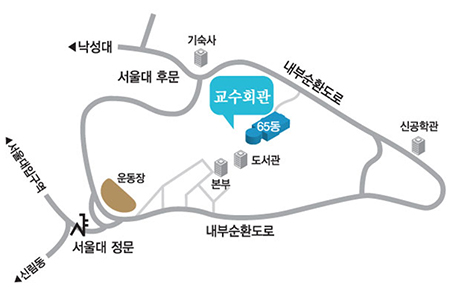 ◀낙성대
기숙사
서울대 후문
내부순환도로
교수회관
65동
신공학관
도서관
본부
운동장
◀서울대입구역
서울대 정문
내부순환도로
◀신림동